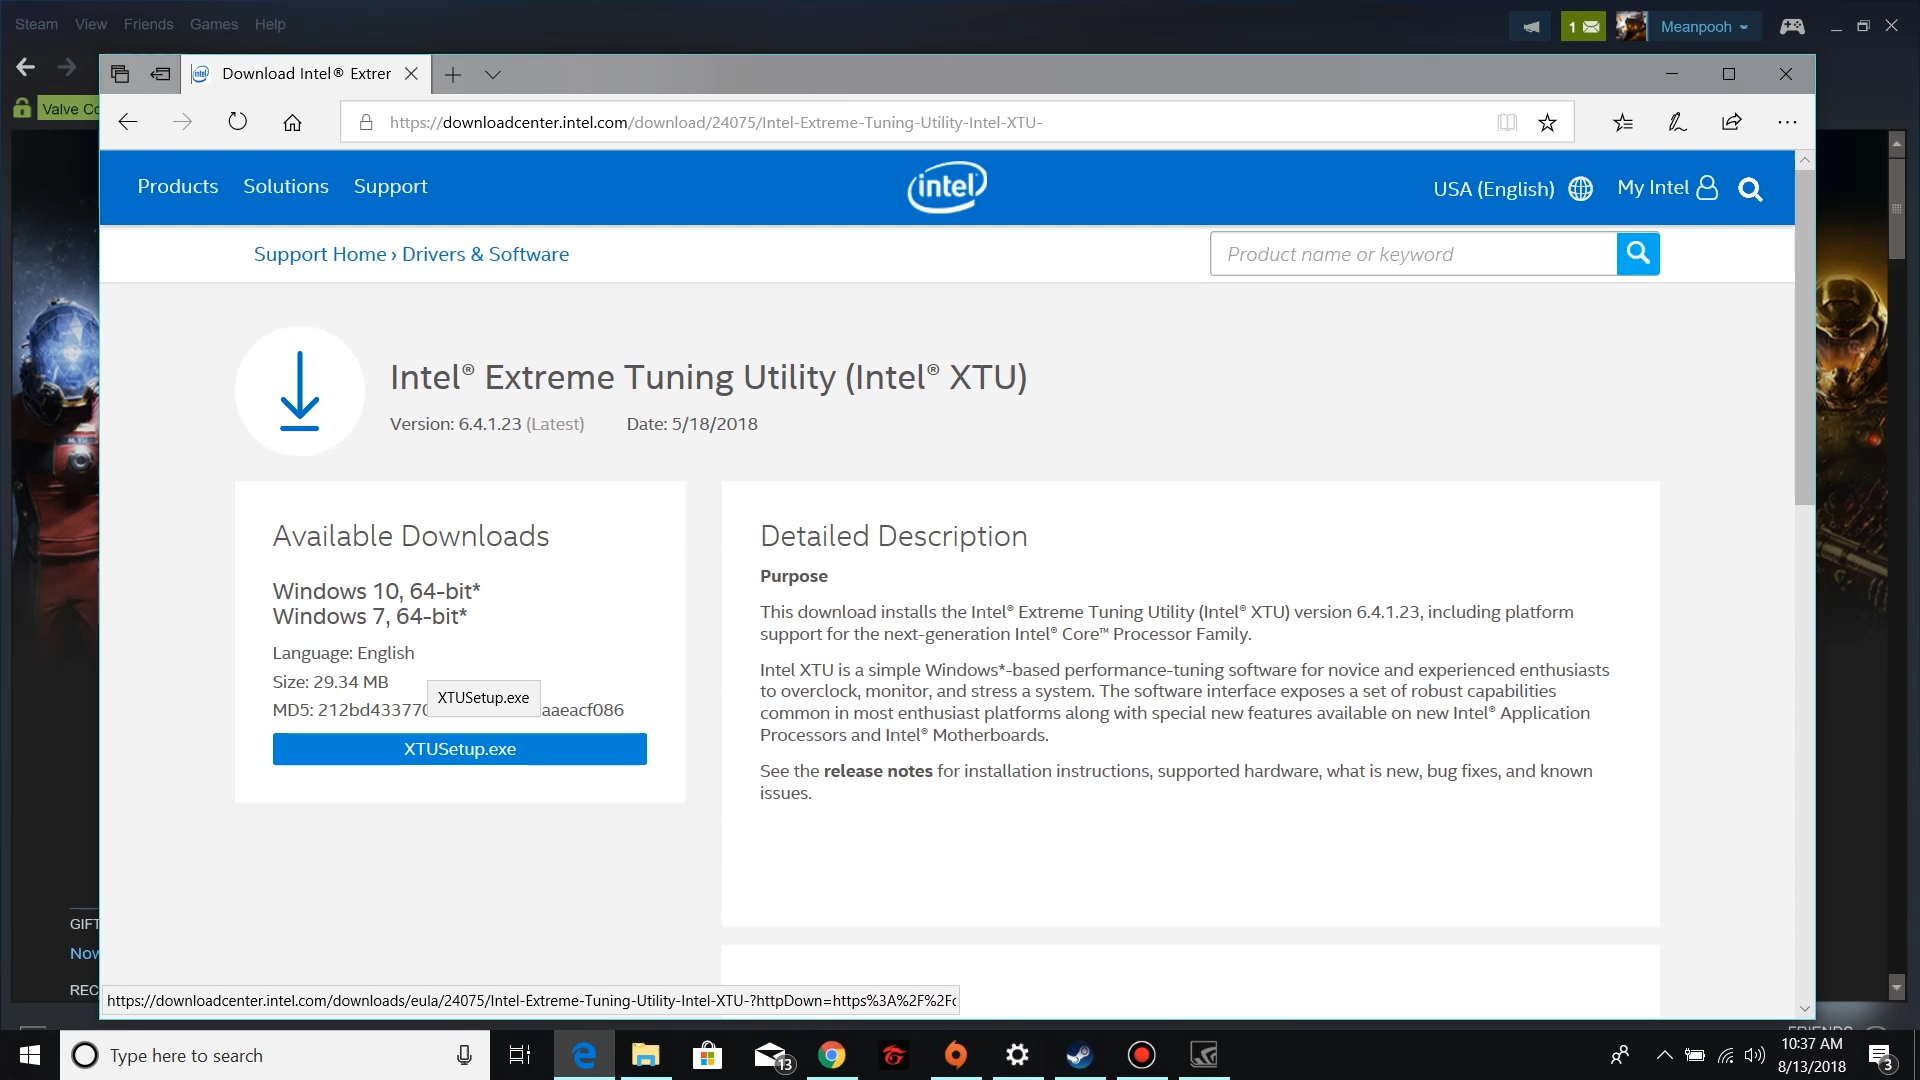 Steam View Friends Games Help
1
Meanpooh
Valve Co
Download Intel® Extrer
https://downloadcenter.intel.com/download/24075/Intel-Extreme-Tuning-Utility-Intel-XTU-
Products Solutions Support
intel
USA (English)
My Intel
Support Home › Drivers & Software
Product name or keyword
Intel® Extreme Tuning Utility (Intel® XTU)
Version: 6.4.1.23 (Latest) Date: 5/18/2018
Available Downloads
Windows 10, 64-bit*
Windows 7, 64-bit*
Language: English
Size: 29.34 MB
XTUSetup.exe
MD5: 212bd43377 aaeacf086
XTUSetup.exe
Detailed Description
Purpose
This download installs the Intel® Extreme Tuning Utility (Intel® XTU) version 6.4.1.23, including platform
support for the next-generation Intel® Core™ Processor Family.
Intel XTU is a simple Windows*-based performance-tuning software for novice and experienced enthusiasts
to overclock, monitor, and stress a system. The software interface exposes a set of robust capabilities
common in most enthusiast platforms along with special new features available on new Intel® Application
Processors and Intel® Motherboards.
See the release notes for installation instructions, supported hardware, what is new, bug fixes, and known
issues.
GIFT
Now
REC
https://downloadcenter.intel.com/downloads/eula/24075/Intel-Extreme-Tuning-Utility-Intel-XTU-?httpDown=https%3A%2F%2Fc
FRIENDS
Type here to search
13
10:37 AM
8/13/2018
3